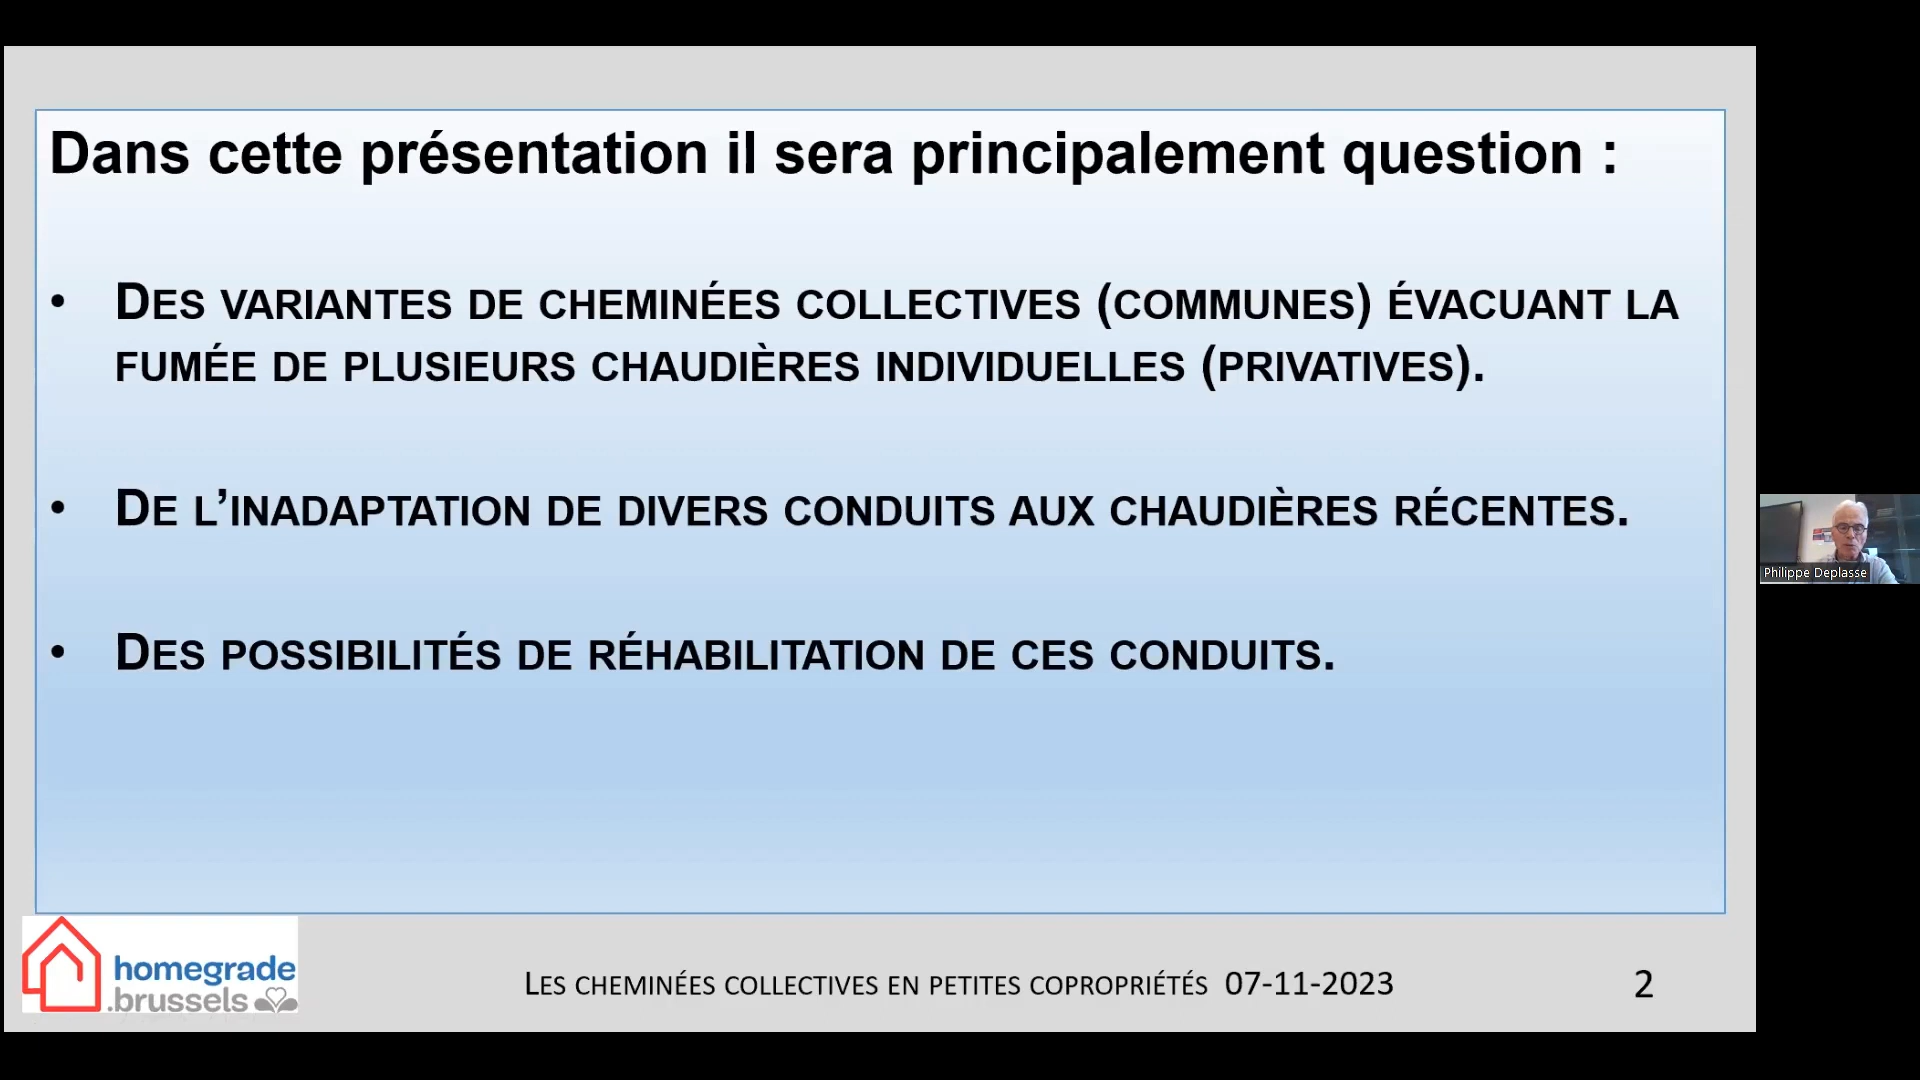 Dans cette présentation il sera principalement question :
• DES VARIANTES DE CHEMINÉES COLLECTIVES (COMMUNES) ÉVACUANT LA
FUMÉE DE PLUSIEURS CHAUDIÈRES INDIVIDUELLES (PRIVATIVES).
• DE L’INADAPTATION DE DIVERS CONDUITS AUX CHAUDIÈRES RÉCENTES.
• DES POSSIBILITÉS DE RÉHABILITATION DE CES CONDUITS.
Philippe Deplasse
homegrade
.brussels
LES CHEMINÉES COLLECTIVES EN PETITES COPROPRIÉTÉS 07-11-2023
2